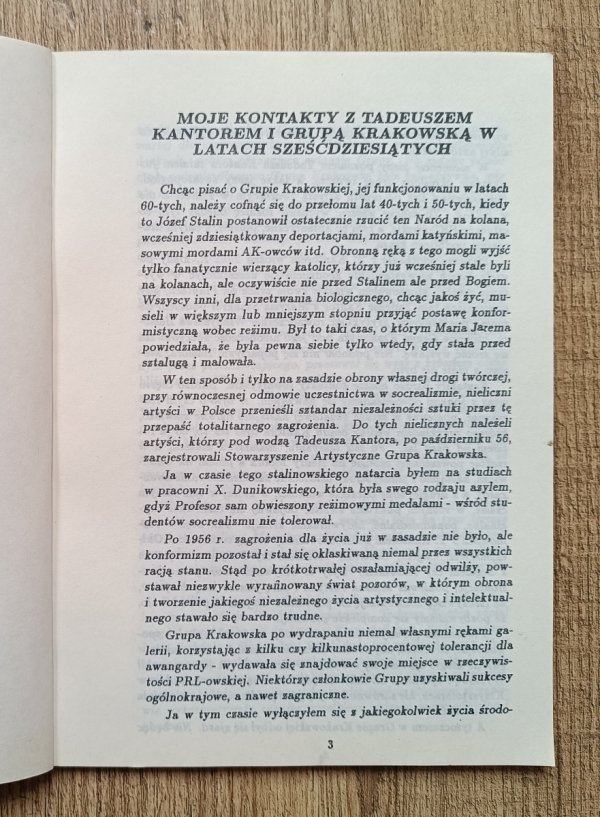 MOJE KONTAKTY Z TADEUSZEM
KANTOREM I GRUPĄ KRAKOWSKĄ W
LATACH SZEŚĆDZIESIĄTYCH
Chcąc pisać o Grupie Krakowskiej, jej funkcjonowaniu w latach
60-tych, należy cofnąć się do przełomu lat 40-tych i 50-tych, kiedy
to Józef Stalin postanowił ostatecznie rzucić ten Naród na kolana,
wcześniej zdziesiątkowany deportacjami, mordami katyńskimi, ma-
sowymi mordami AK-owców itd. Obronną ręką z tego mogli wyjść
tylko fanatycznie wierzący katolicy, którzy już wcześniej stale byli
na kolanach, ale oczywiście nie przed Stalinem ale przed Bogiem.
Wszyscy inni, dla przetrwania biologicznego, chcąc jakoś żyć, mu-
sieli w większym lub mniejszym stopniu przyjąć postawę konfor-
mistyczną wobec reżimu. Był to taki czas, o którym Maria Jarema
powiedziała, że była pewna siebie tylko wtedy, gdy stała przed
sztalugą i malowała.
W ten sposób i tylko na zasadzie obrony własnej drogi twórczej,
przy równoczesnej odmowie uczestnictwa w socrealizmie, nieliczni
artyści w Polsce przenieśli sztandar niezależności sztuki przez tę
przepaść totalitarnego zagrożenia. Do tych nielicznych należeli
artyści, którzy pod wodzą Tadeusza Kantora, po październiku 56,
zarejestrowali Stowarzyszenie Artystyczne Grupa Krakowska.
Ja w czasie tego stalinowskiego natarcia byłem na studiach
w pracowni X. Dunikowskiego, która była swego rodzaju azylem,
gdyż Profesor sam obwieszony reżimowymi medalami - wśród stu-
dentów socrealizmu nie tolerował.
Po 1956 r. zagrożenia dla życia już w zasadzie nie było, ale
konformizm pozostał i stał się oklaskiwaną niemal przez wszystkich
racją stanu. Stąd po krótkotrwałej oszałamiającej odwilży, pow-
stawał niezwykle wyrafinowany świat pozorów, w którym obrona
i tworzenie jakiegoś niezależnego życia artystycznego i intelektual-
nego stawało się bardzo trudne.
Grupa Krakowska po wydrapaniu niemal własnymi rękami ga-
lerii, korzystając z kilku czy kilkunastoprocentowej tolerancji dla
awangardy - wydawała się znajdować swoje miejsce w rzeczywis-
tości PRL-owskiej. Niektórzy członkowie Grupy uzyskiwali sukcesy
ogólnokrajowe, a nawet zagraniczne.
Ja w tym czasie wyłączyłem się z jakiegokolwiek życia środo-
3